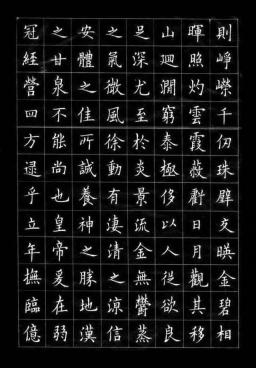 則崢嶸千仞珠壁交暎金碧相
暉照灼雲霞蔽虧日月觀其移
山迴澗窮泰極侈以人從欲良
足深尤至於炎景流金無鬱蒸
之氣微風徐動有淒清之涼信
安體之佳所誠養神之勝地漢
之甘泉不能尚也皇帝爰在弱
冠經營四方逮乎立年撫臨億